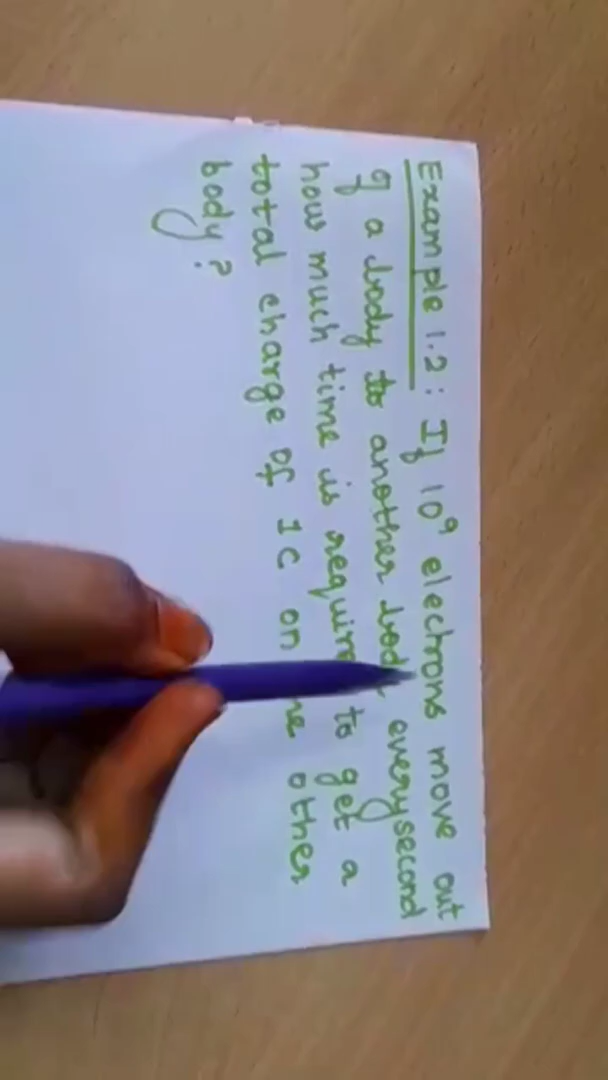 Example 1.2: If 10⁹ electrons move out
of a body to another body every second
how much time is required to get a
total charge of 1C on the other
body?